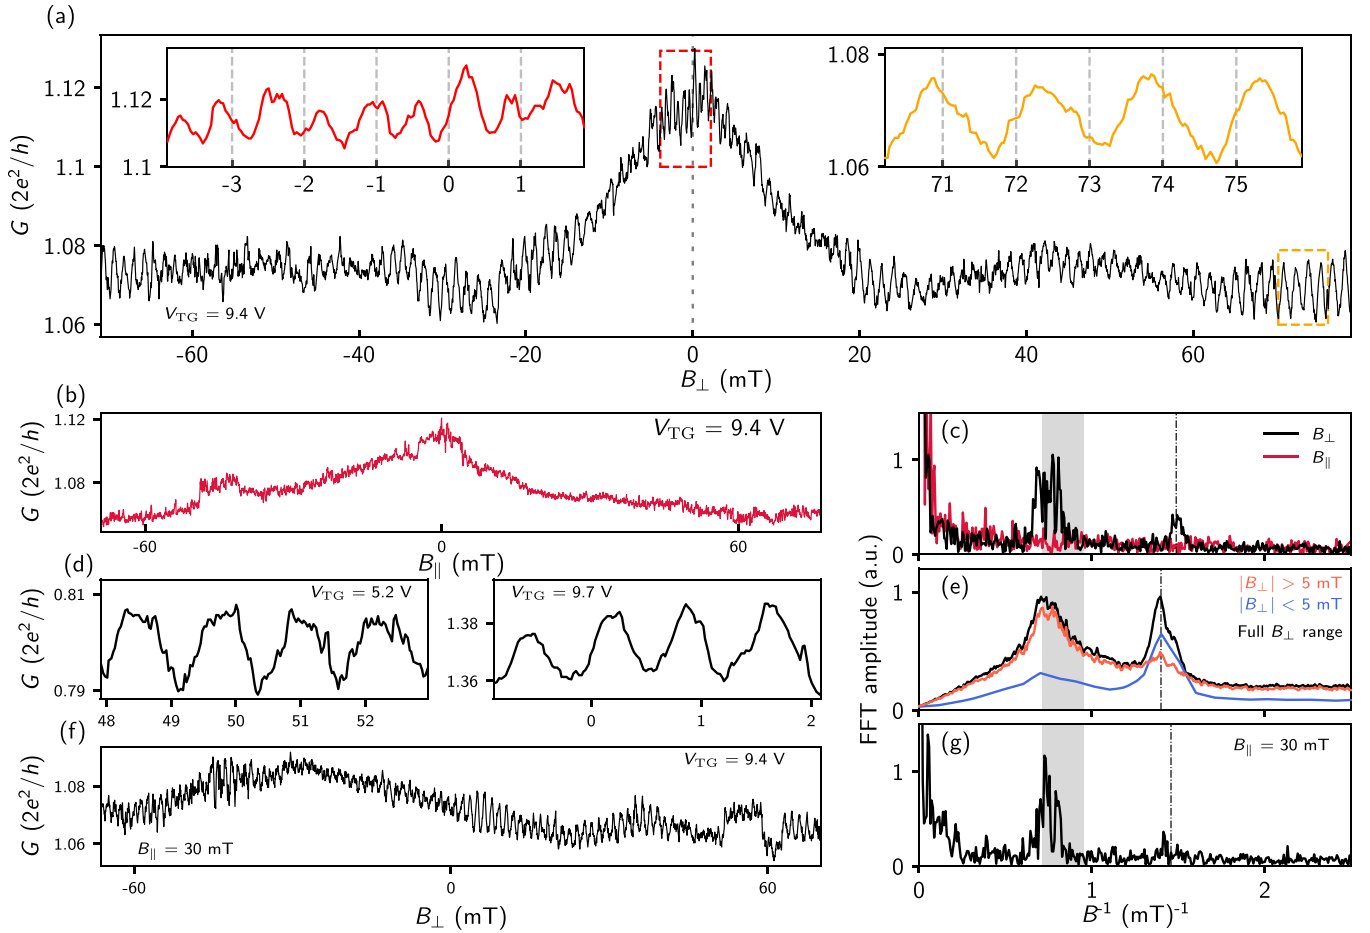 (a)
G (2e²/h)
1.12
1.1
1.08
1.06
1.12
1.1
-3 -2 -1 0 1
1.08
1.06
71 72 73 74 75
V_TG = 9.4 V
-60 -40 -20 0 20 40 60
B⊥ (mT)
(b)
G (2e²/h)
1.12
1.08
V_TG = 9.4 V
-60 0 60
B∥ (mT)
(c)
B⊥
B∥
1
0
(d)
G (2e²/h)
0.81
0.79
V_TG = 5.2 V
48 49 50 51 52
V_TG = 9.7 V
1.38
1.36
0 1 2
(e)
|B⊥| > 5 mT
|B⊥| < 5 mT
Full B⊥ range
1
0
FFT amplitude (a.u.)
(f)
G (2e²/h)
1.08
1.06
V_TG = 9.4 V
B∥ = 30 mT
-60 0 60
B⊥ (mT)
(g)
B∥ = 30 mT
1
0
0 1 2
B⁻¹ (mT)⁻¹